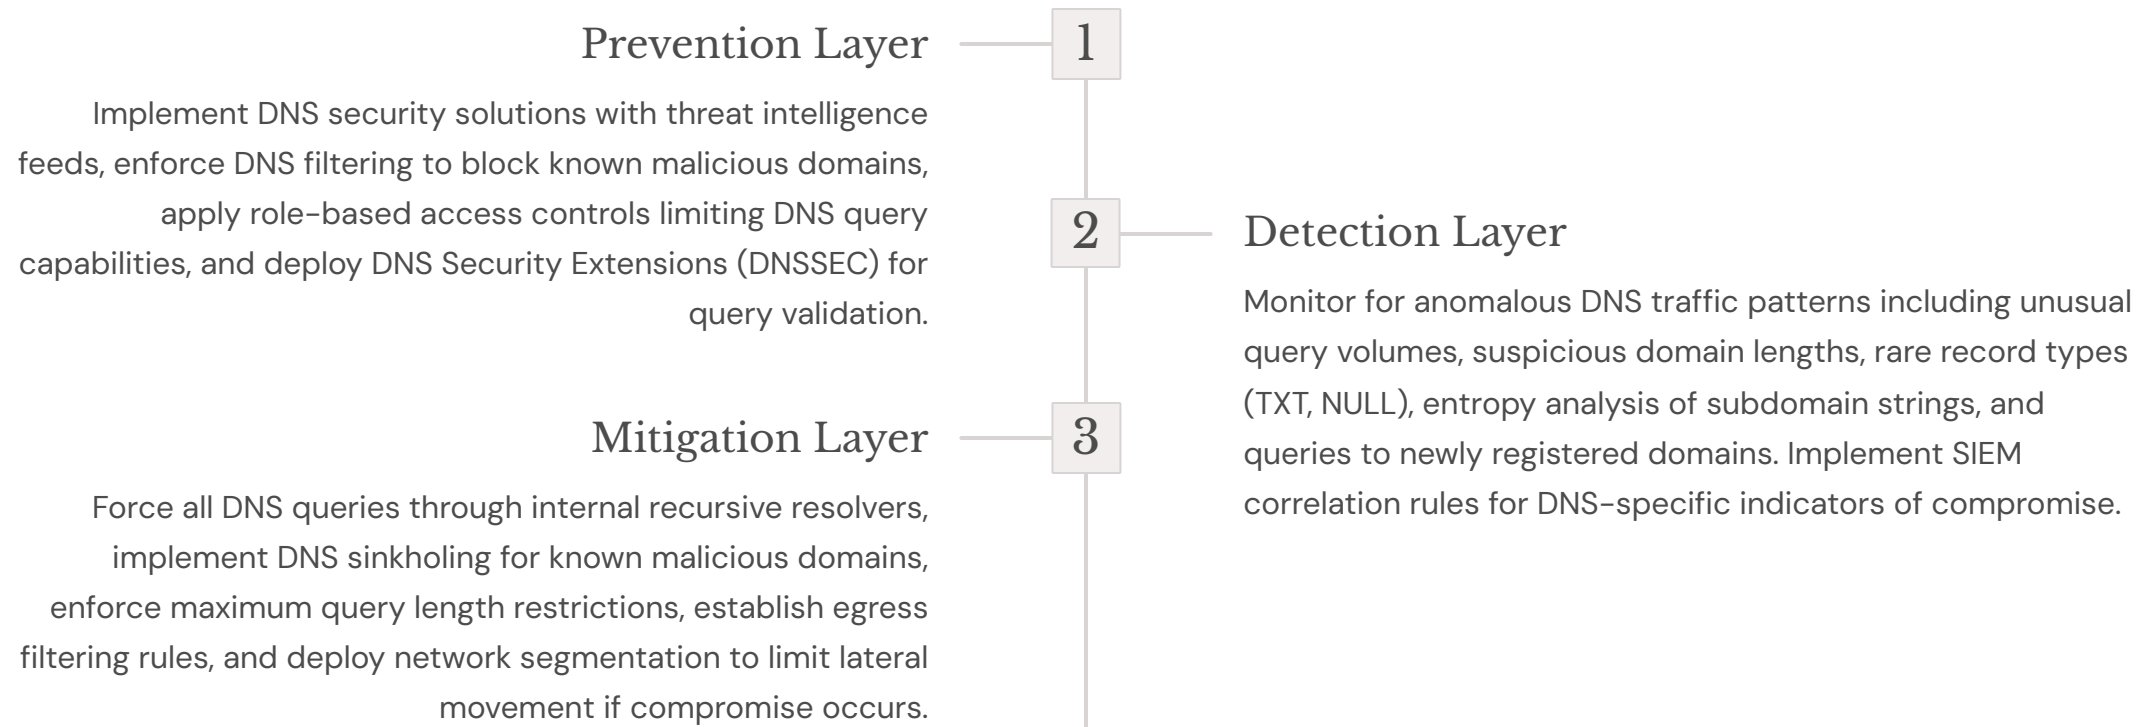 Prevention Layer
1
Implement DNS security solutions with threat intelligence
feeds, enforce DNS filtering to block known malicious domains,
apply role-based access controls limiting DNS query
capabilities, and deploy DNS Security Extensions (DNSSEC) for
query validation.
2
Detection Layer
Monitor for anomalous DNS traffic patterns including unusual
query volumes, suspicious domain lengths, rare record types
(TXT, NULL), entropy analysis of subdomain strings, and
queries to newly registered domains. Implement SIEM
correlation rules for DNS-specific indicators of compromise.
Mitigation Layer
3
Force all DNS queries through internal recursive resolvers,
implement DNS sinkholing for known malicious domains,
enforce maximum query length restrictions, establish egress
filtering rules, and deploy network segmentation to limit lateral
movement if compromise occurs.